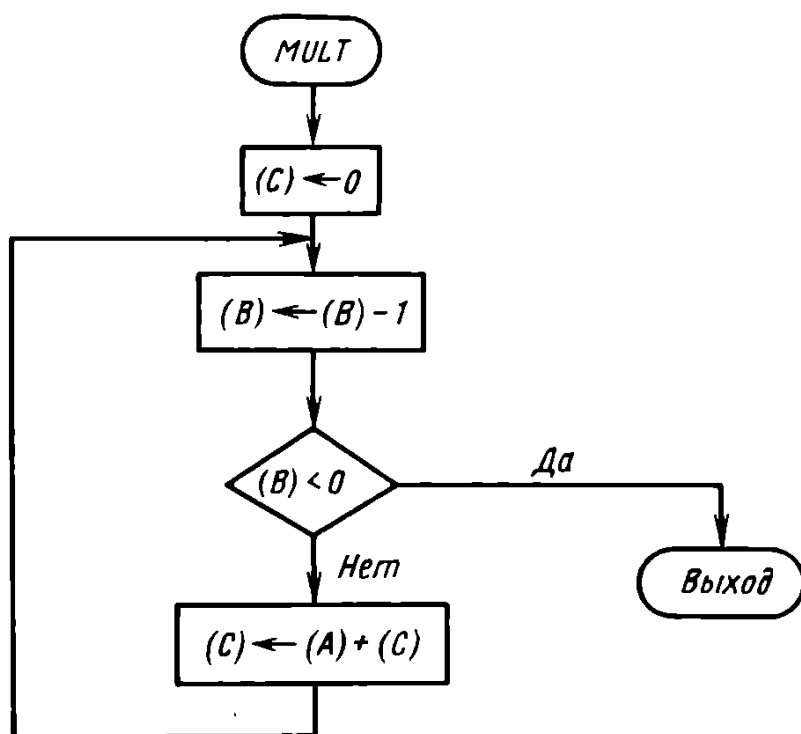 MULT
(C) ← 0
(B) ← (B) - 1
(B) < 0
Да
Нет
Выход
(C) ← (A) + (C)